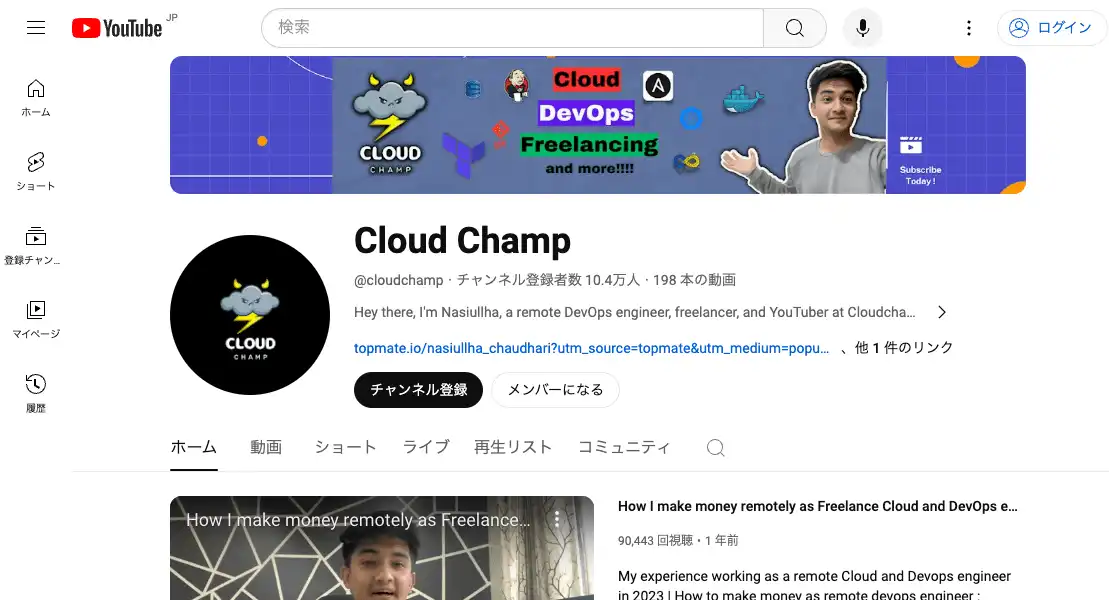 YouTube JP
検索
ログイン
ホーム
ショート
登録チャン...
マイページ
履歴
CLOUD
CHAMP
Cloud
DevOps
Freelancing
and more!!!!
A
Subscribe
Today!
CLOUD
CHAMP
Cloud Champ
@cloudchamp · チャンネル登録者数 10.4万人 · 198 本の動画
Hey there, I'm Nasiullha, a remote DevOps engineer, freelancer, and YouTuber at Cloudcha...
topmate.io/nasiullha_chaudhari?utm_source=topmate&utm_medium=popu... 、他 1 件のリンク
チャンネル登録
メンバーになる
ホーム 動画 ショート ライブ 再生リスト コミュニティ
How I make money remotely as Freelance...
How I make money remotely as Freelance Cloud and DevOps e...
90,443 回視聴・1 年前
My experience working as a remote Cloud and Devops engineer
in 2023 | How to make money as remote devops engineer :